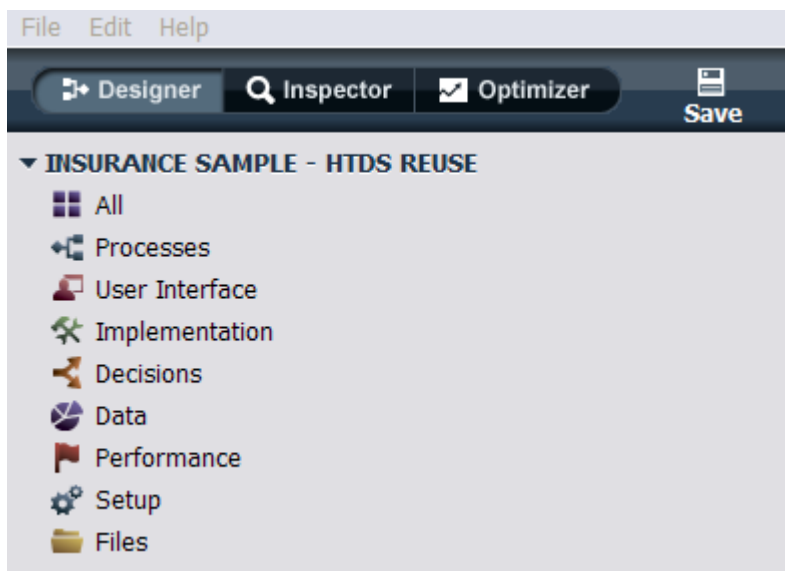 File Edit Help
Designer Inspector Optimizer Save
INSURANCE SAMPLE - HTDS REUSE
All
Processes
User Interface
Implementation
Decisions
Data
Performance
Setup
Files